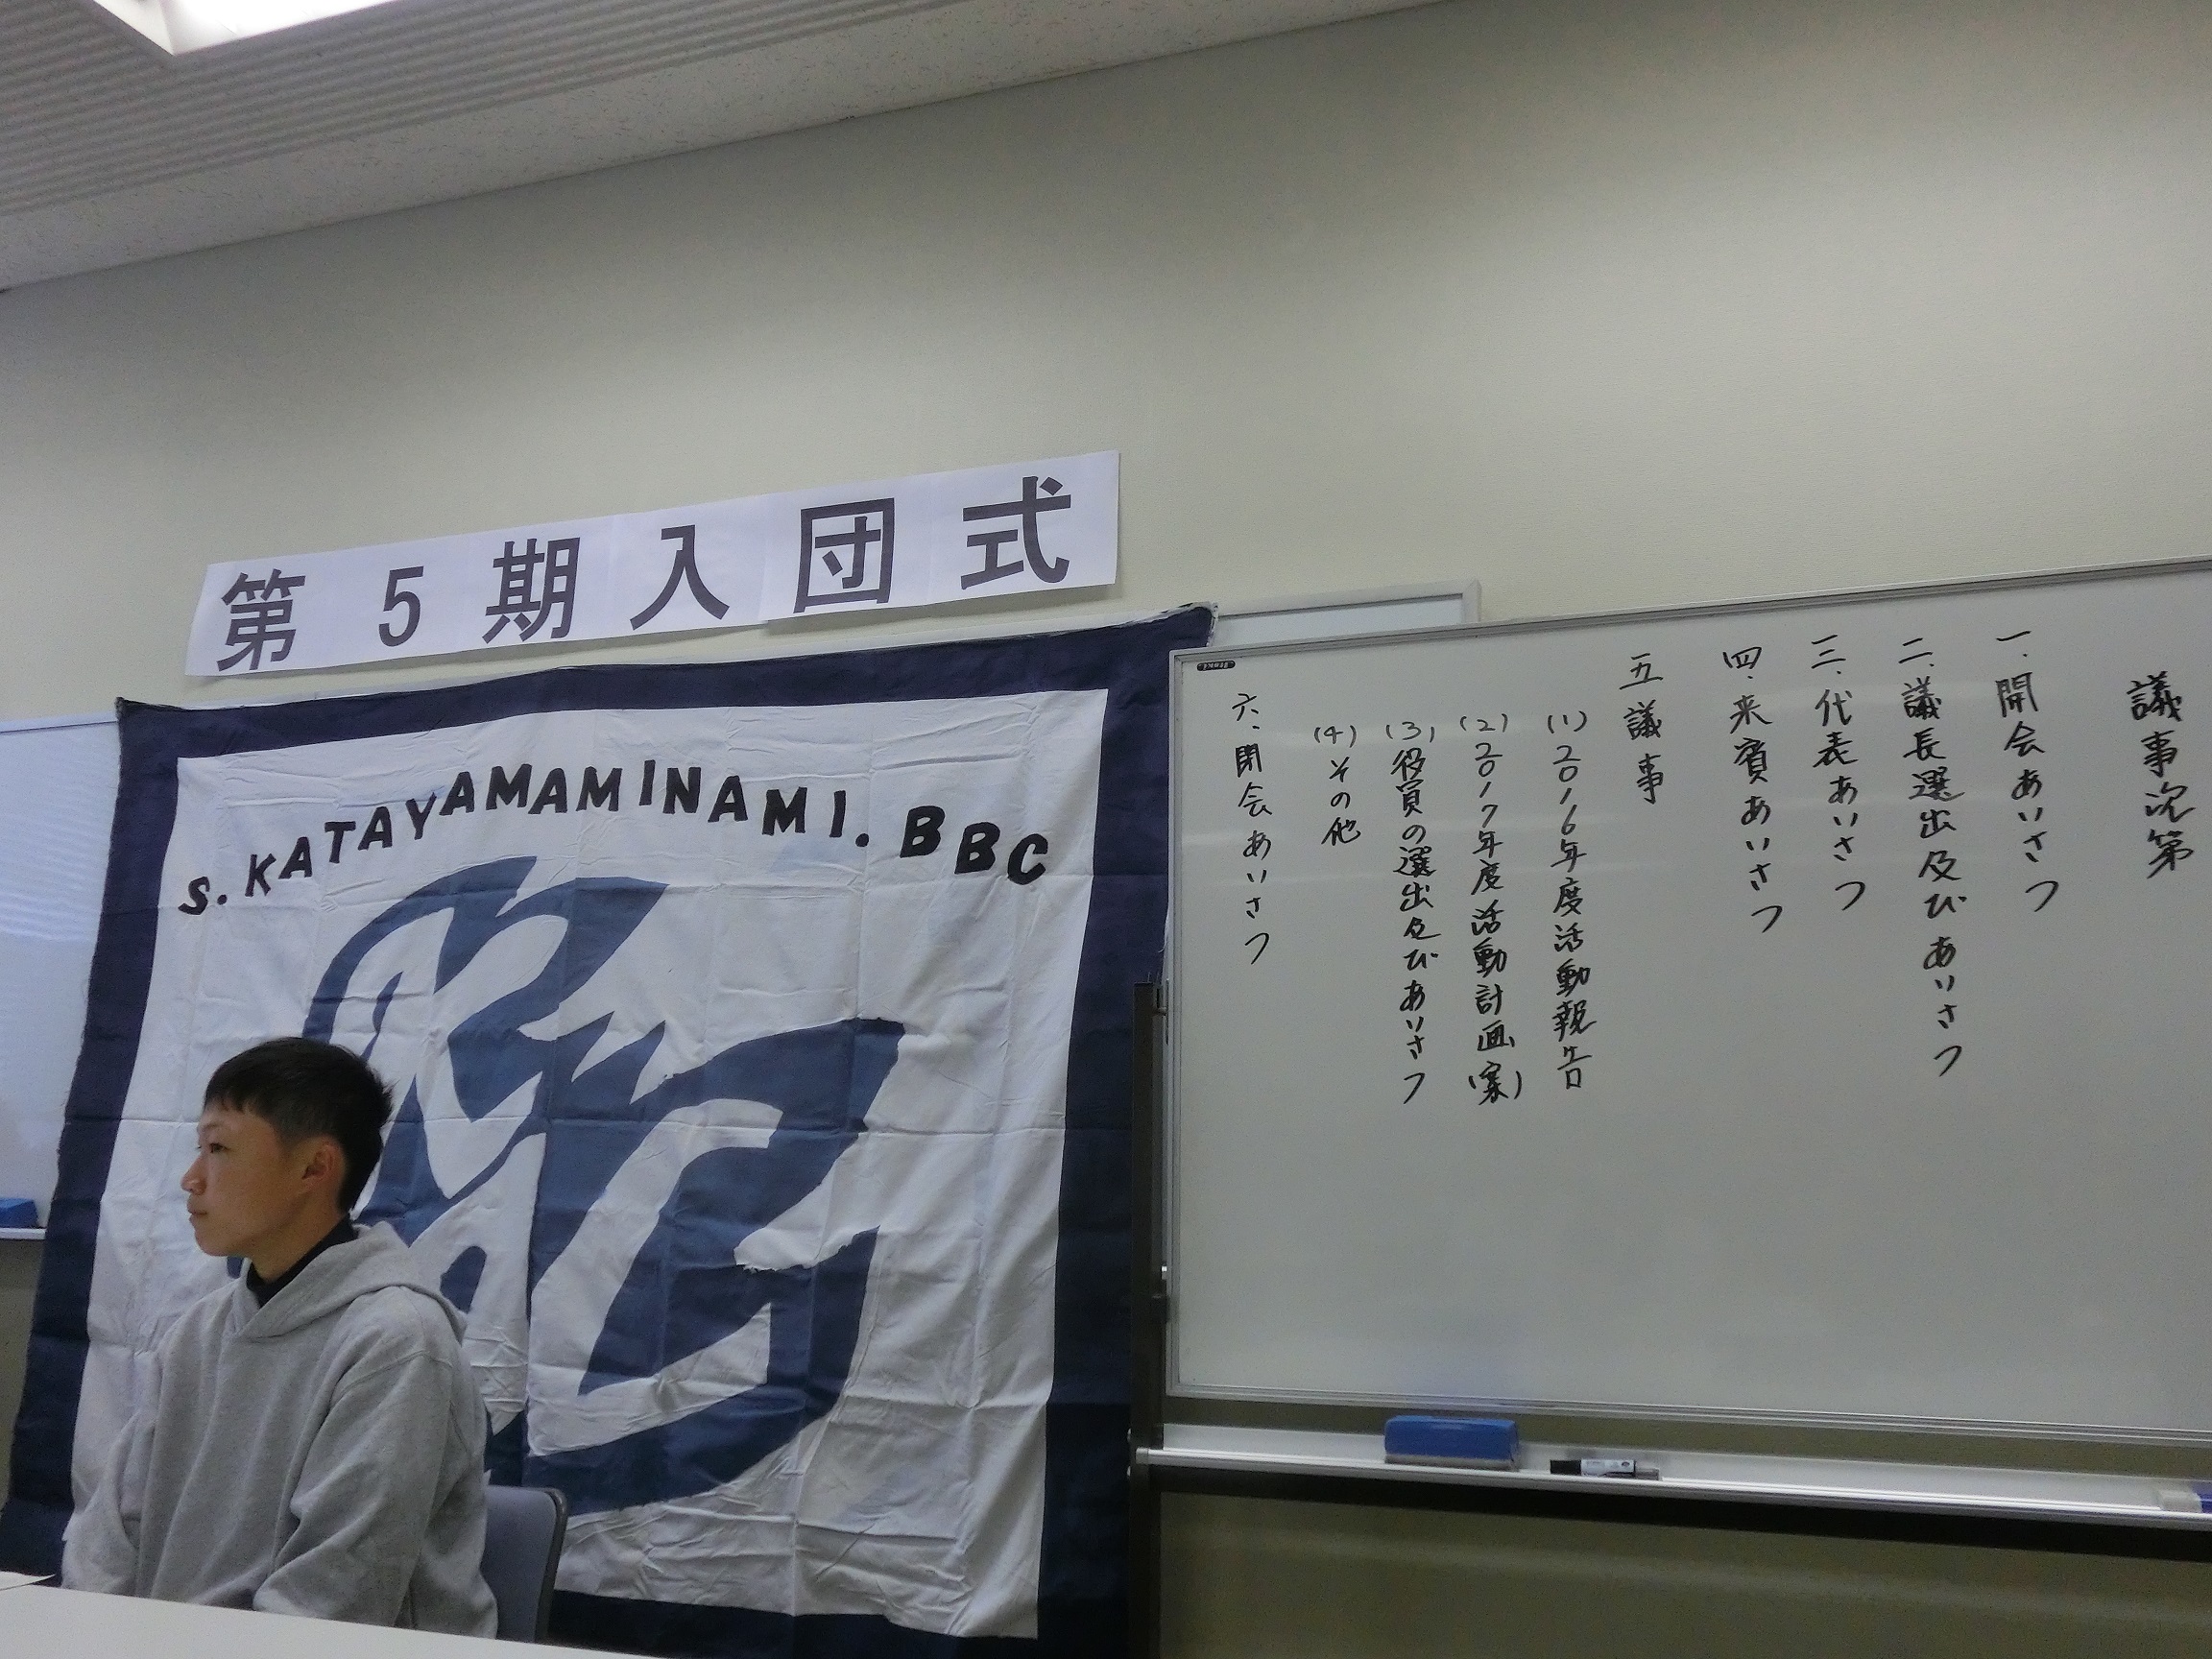 第5期入団式
S.KATAYAMAMINAMI.BBC
議事次第
一.開会あいさつ
二.議長選出及びあいさつ
三.代表あいさつ
四.来賓あいさつ
五議事
(1)2016年度活動報告
(2)2017年度活動計画(案)
(3)役員の選出及びあいさつ
(4)その他
六.閉会あいさつ